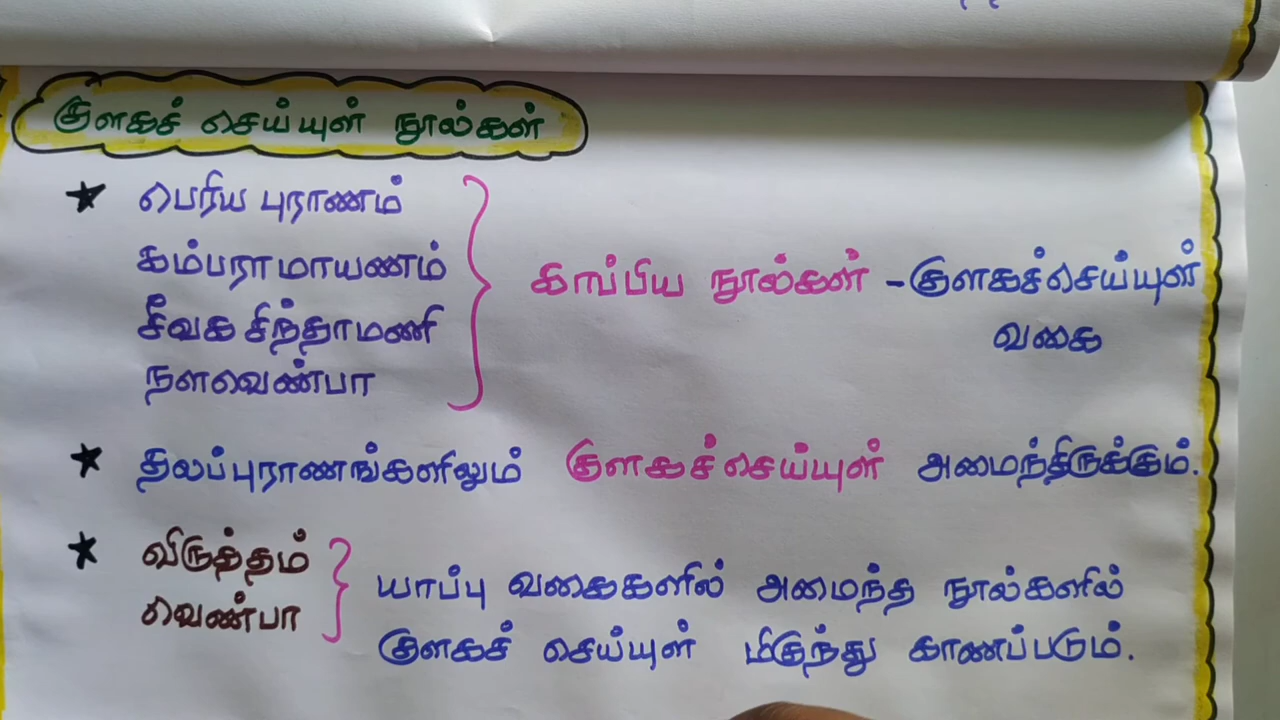 குளகச் செய்யுள் நூல்கள்
★ பெரிய புராணம்
கம்பராமாயணம்
சீவக சிந்தாமணி
நளவெண்பா
காப்பிய நூல்கள் - குளகச்செய்யுள்
வகை
★ தலப்புராணங்களிலும் குளகச்செய்யுள் அமைந்திருக்கும்.
★ விருத்தம்
வெண்பா
யாப்பு வகைகளில் அமைந்த நூல்களில்
குளகச் செய்யுள் மிகுந்து காணப்படும்.